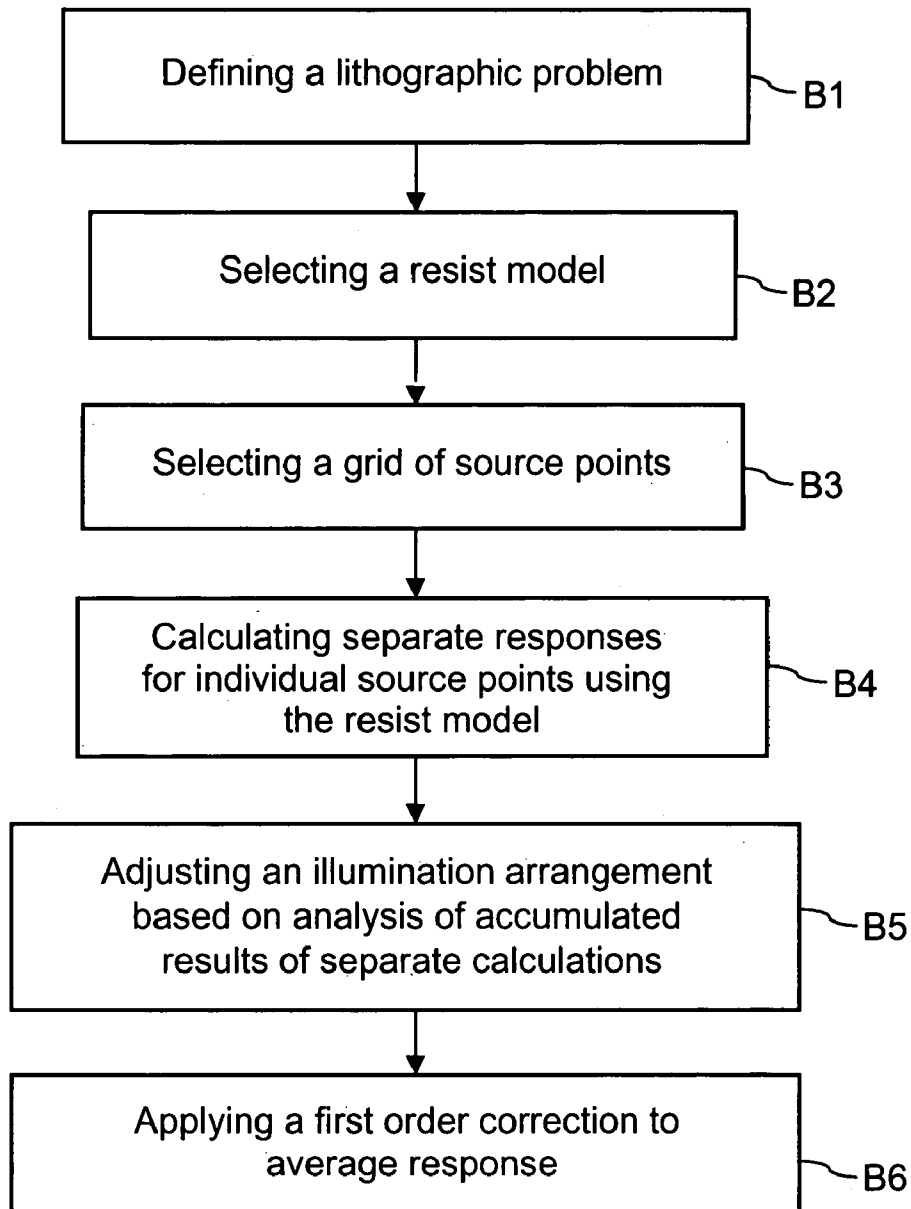 Defining a lithographic problem
B1
Selecting a resist model
B2
Selecting a grid of source points
B3
Calculating separate responses
for individual source points using
the resist model
B4
Adjusting an illumination arrangement
based on analysis of accumulated
results of separate calculations
B5
Applying a first order correction to
average response
B6